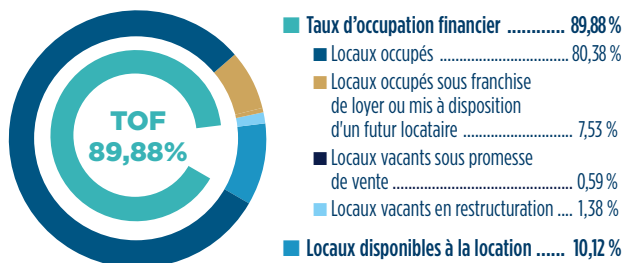 TOF
89,88%
Taux d'occupation financier ............ 89,88 %
Locaux occupés ................................. 80,38 %
Locaux occupés sous franchise
de loyer ou mis à disposition
d'un futur locataire ............................ 7,53 %
Locaux vacants sous promesse
de vente .............................................. 0,59 %
Locaux vacants en restructuration .... 1,38 %
Locaux disponibles à la location ...... 10,12 %